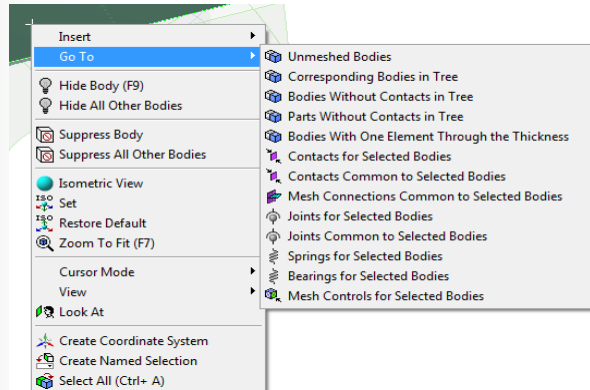 Insert
Go To
Hide Body (F9)
Hide All Other Bodies
Suppress Body
Suppress All Other Bodies
Isometric View
ISO Set
ISO Restore Default
Zoom To Fit (F7)
Cursor Mode
View
Look At
Create Coordinate System
Create Named Selection
Select All (Ctrl+ A)
Unmeshed Bodies
Corresponding Bodies in Tree
Bodies Without Contacts in Tree
Parts Without Contacts in Tree
Bodies With One Element Through the Thickness
Contacts for Selected Bodies
Contacts Common to Selected Bodies
Mesh Connections Common to Selected Bodies
Joints for Selected Bodies
Joints Common to Selected Bodies
Springs for Selected Bodies
Bearings for Selected Bodies
Mesh Controls for Selected Bodies